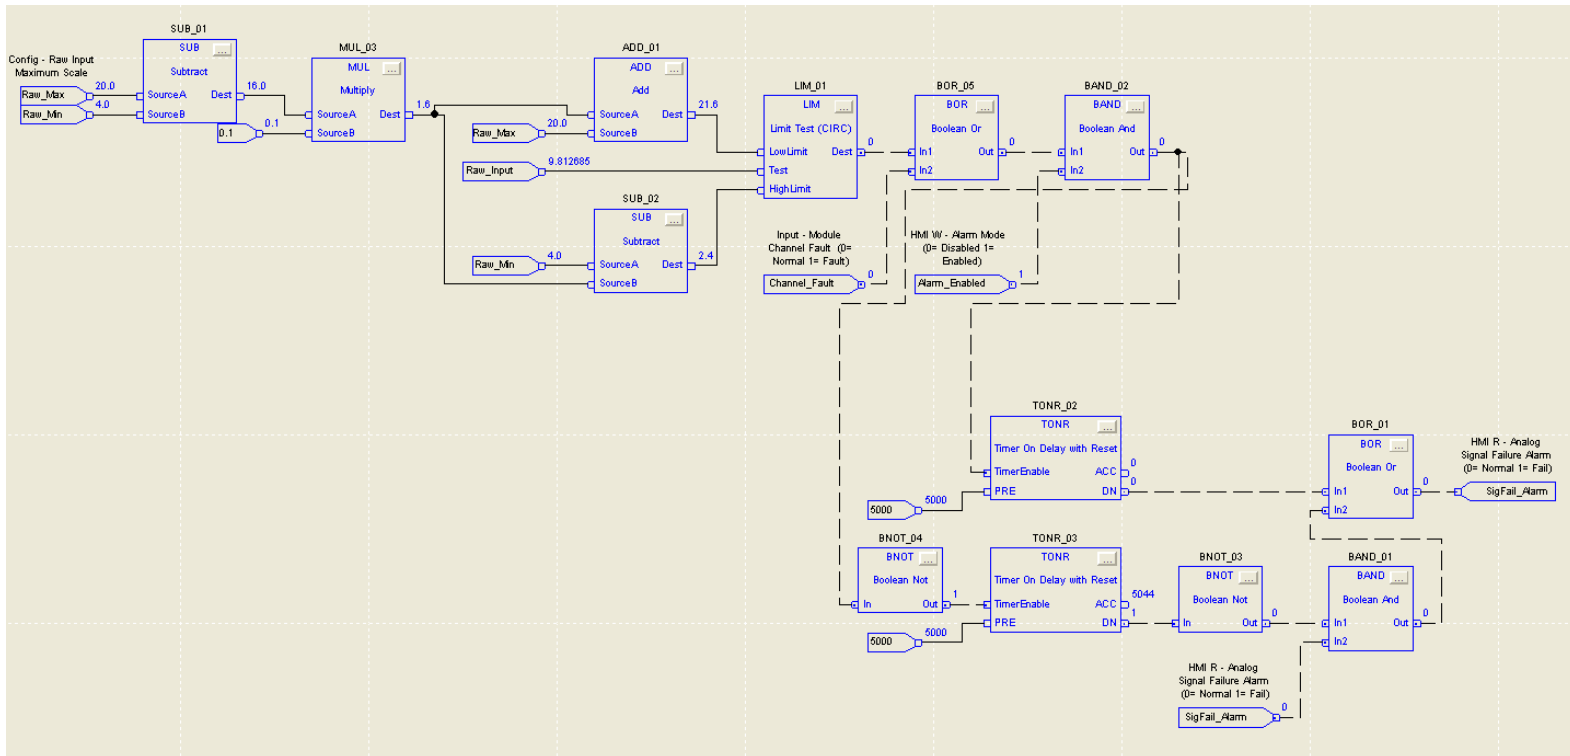 SUB_01
SUB
...
Subtract
SourceA
Dest
SourceB
Config - Raw Input
Maximum Scale
Raw_Max
20.0
Raw_Min
4.0
16.0
MUL_03
MUL
...
Multiply
SourceA
Dest
SourceB
0.1
0.1
1.6
ADD_01
ADD
...
Add
SourceA
Dest
SourceB
Raw_Max
20.0
21.6
Raw_Input
9.812685
SUB_02
SUB
...
Subtract
SourceA
Dest
SourceB
Raw_Min
4.0
2.4
LIM_01
LIM
...
Limit Test (CIRC)
LowLimit
Dest
Test
HighLimit
0
BOR_05
BOR
...
Boolean Or
In1
Out
In2
0
BAND_02
BAND
...
Boolean And
In1
Out
In2
0
Input - Module
Channel Fault (0=
Normal 1= Fault)
Channel_Fault
0
HMI W - Alarm Mode
(0= Disabled 1=
Enabled)
Alarm_Enabled
1
TONR_02
TONR
...
Timer On Delay with Reset
TimerEnable
ACC
0
PRE
DN
0
5000
5000
BOR_01
BOR
...
Boolean Or
In1
Out
In2
0
HMI R - Analog
Signal Failure Alarm
(0= Normal 1= Fail)
SigFail_Alarm
BNOT_04
BNOT
...
Boolean Not
In
Out
1
TONR_03
TONR
...
Timer On Delay with Reset
TimerEnable
ACC
5044
PRE
DN
1
5000
5000
BNOT_03
BNOT
...
Boolean Not
In
Out
0
BAND_01
BAND
...
Boolean And
In1
Out
In2
0
HMI R - Analog
Signal Failure Alarm
(0= Normal 1= Fail)
SigFail_Alarm
0